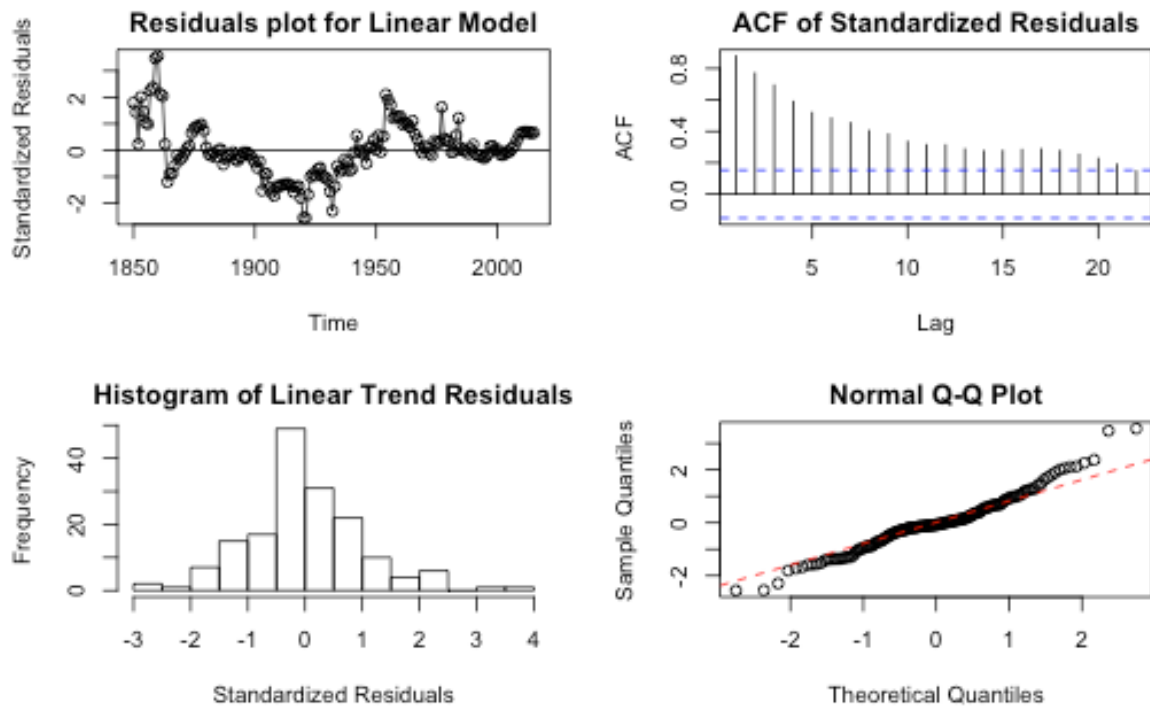 Residuals plot for Linear Model
Standardized Residuals
2
0
-2
1850 1900 1950 2000
Time
ACF of Standardized Residuals
ACF
0.8
0.4
0.0
5 10 15 20
Lag
Histogram of Linear Trend Residuals
Frequency
40
20
0
-3 -2 -1 0 1 2 3 4
Standardized Residuals
Normal Q-Q Plot
Sample Quantiles
2
0
-2
-2 -1 0 1 2
Theoretical Quantiles